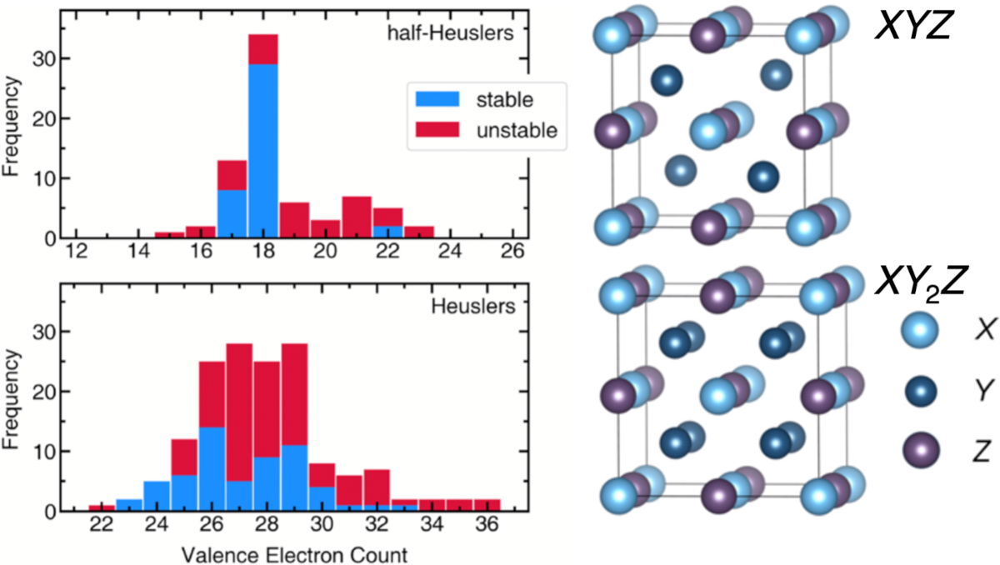 half-Heuslers
Frequency
30
20
10
0
12 14 16 18 20 22 24 26
stable
unstable
XYZ
Heuslers
Frequency
30
20
10
0
22 24 26 28 30 32 34 36
Valence Electron Count
XY₂Z
X
Y
Z